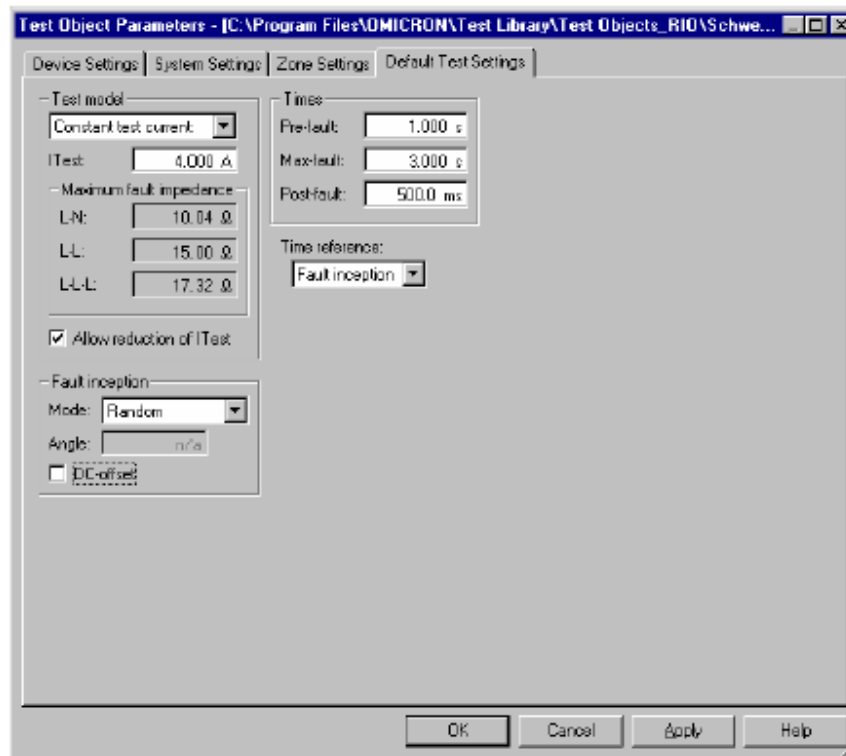 Test Object Parameters - [C:\Program Files\OMICRON\Test Library\Test Objects_RIO\Schwe...
Device Settings
System Settings
Zone Settings
Default Test Settings
Test model
Constant test current
ITest:
4.000 A
Maximum fault impedance
L-N:
10.04 Ω
L-L:
15.00 Ω
L-L-L:
17.32 Ω
Allow reduction of ITest
Fault inception
Mode:
Random
Angle:
n/a
DC-offset
Times
Pre-fault:
1.000 s
Max-fault:
3.000 s
Post-fault:
500.0 ms
Time reference:
Fault inception
OK
Cancel
Apply
Help